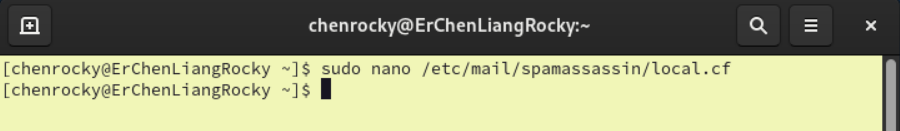 chenrocky@ErChenLiangRocky:~
[chenrocky@ErChenLiangRocky ~]$ sudo nano /etc/mail/spamassassin/local.cf
[chenrocky@ErChenLiangRocky ~]$